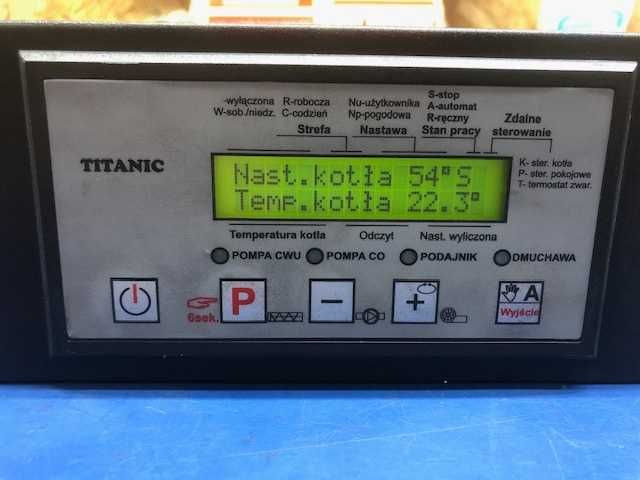 -wyłączona R-robocza Nu-użytkownika S-stop
W-sob./niedz. C-codzień Np-pogodowa A-automat
R-ręczny
Strefa Nastawa Stan pracy
Zdalne
sterowanie
K- ster. kotła
P- ster. pokojowe
T- termostat zwar.
TITANIC
Nast.kotła 54°S
Temp.kotła 22.3°
Temperatura kotła Odczyt Nast. wyliczona
POMPA CWU POMPA CO PODAJNIK DMUCHAWA
6sek. P − + A
Wyjście